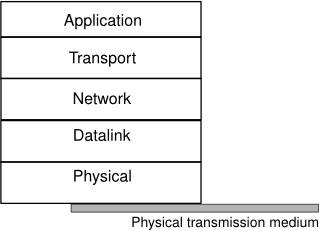 Application
Transport
Network
Datalink
Physical
Physical transmission medium